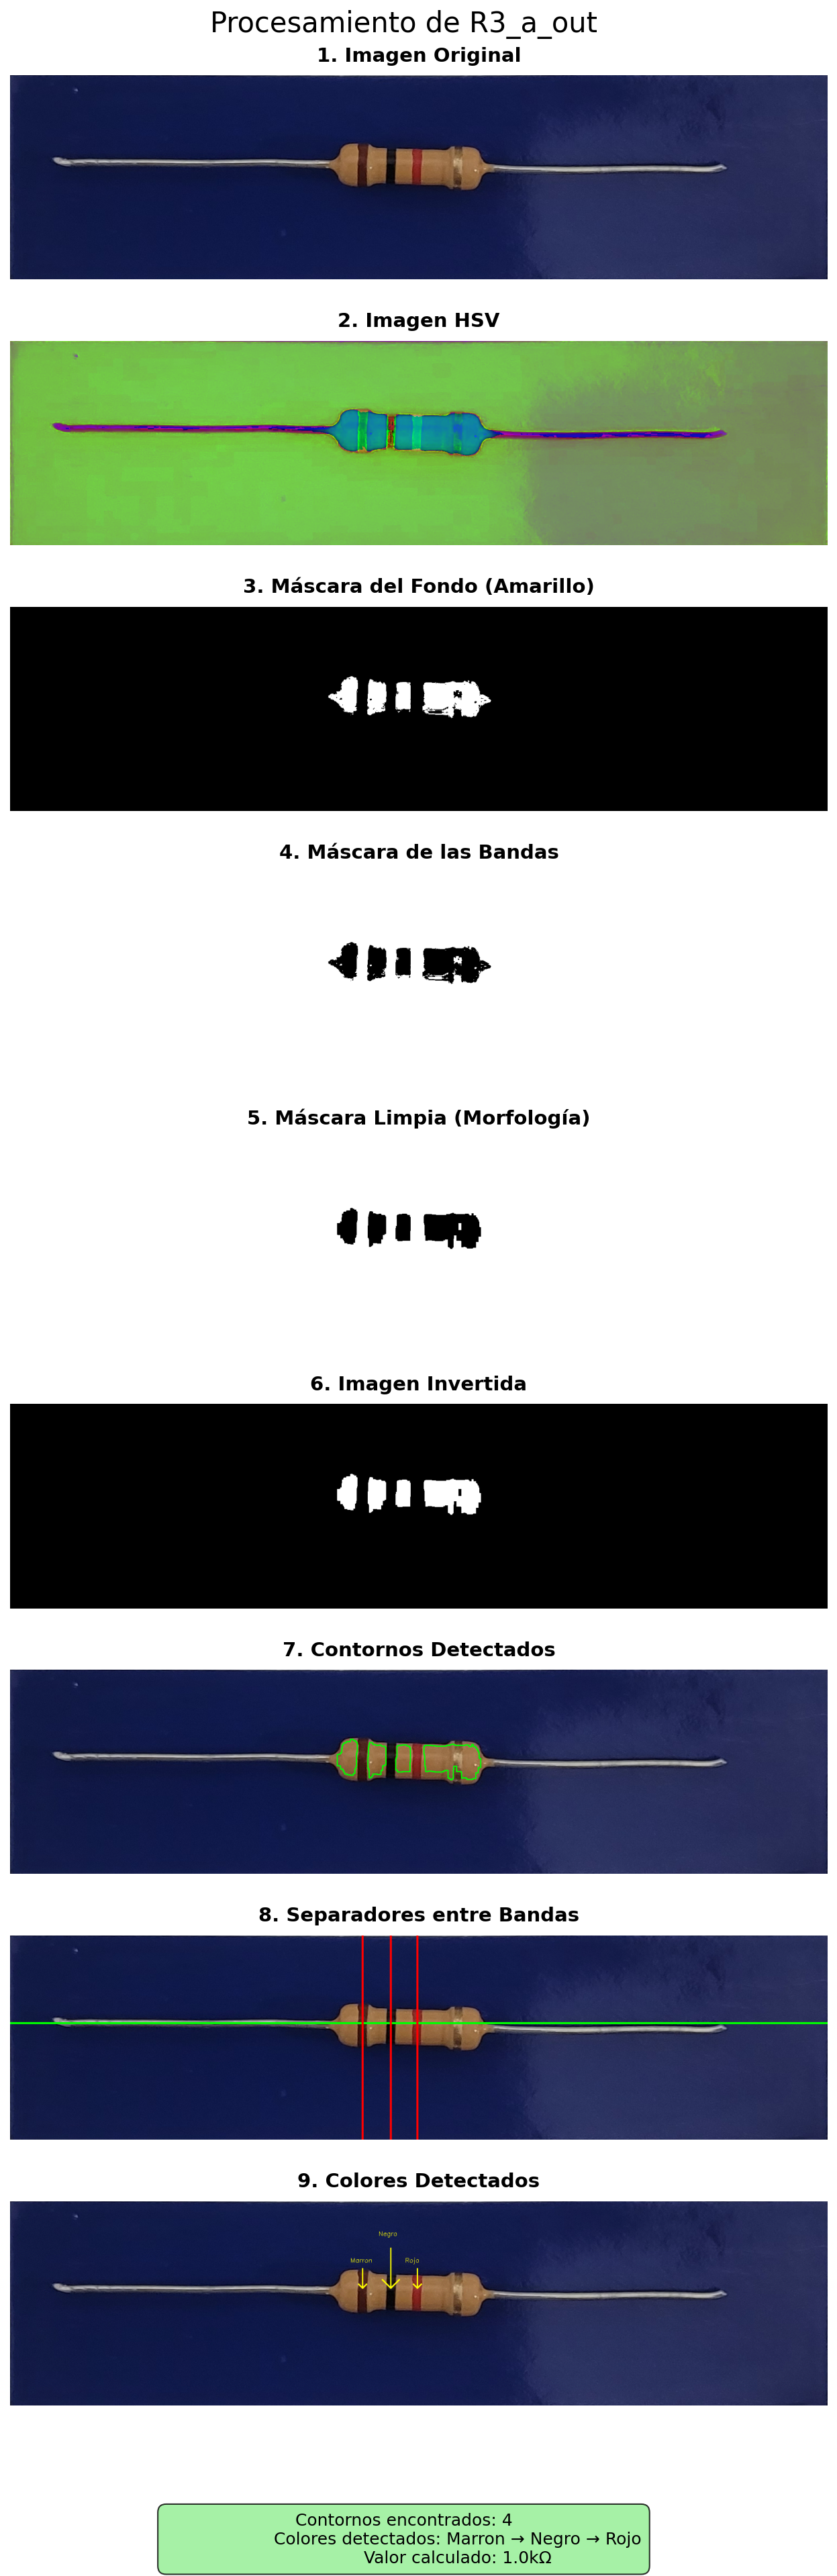 Procesamiento de R3_a_out
1. Imagen Original
2. Imagen HSV
3. Máscara del Fondo (Amarillo)
4. Máscara de las Bandas
5. Máscara Limpia (Morfología)
6. Imagen Invertida
7. Contornos Detectados
8. Separadores entre Bandas
9. Colores Detectados
Negro
Marron Rojo
Contornos encontrados: 4
Colores detectados: Marron → Negro → Rojo
Valor calculado: 1.0kΩ